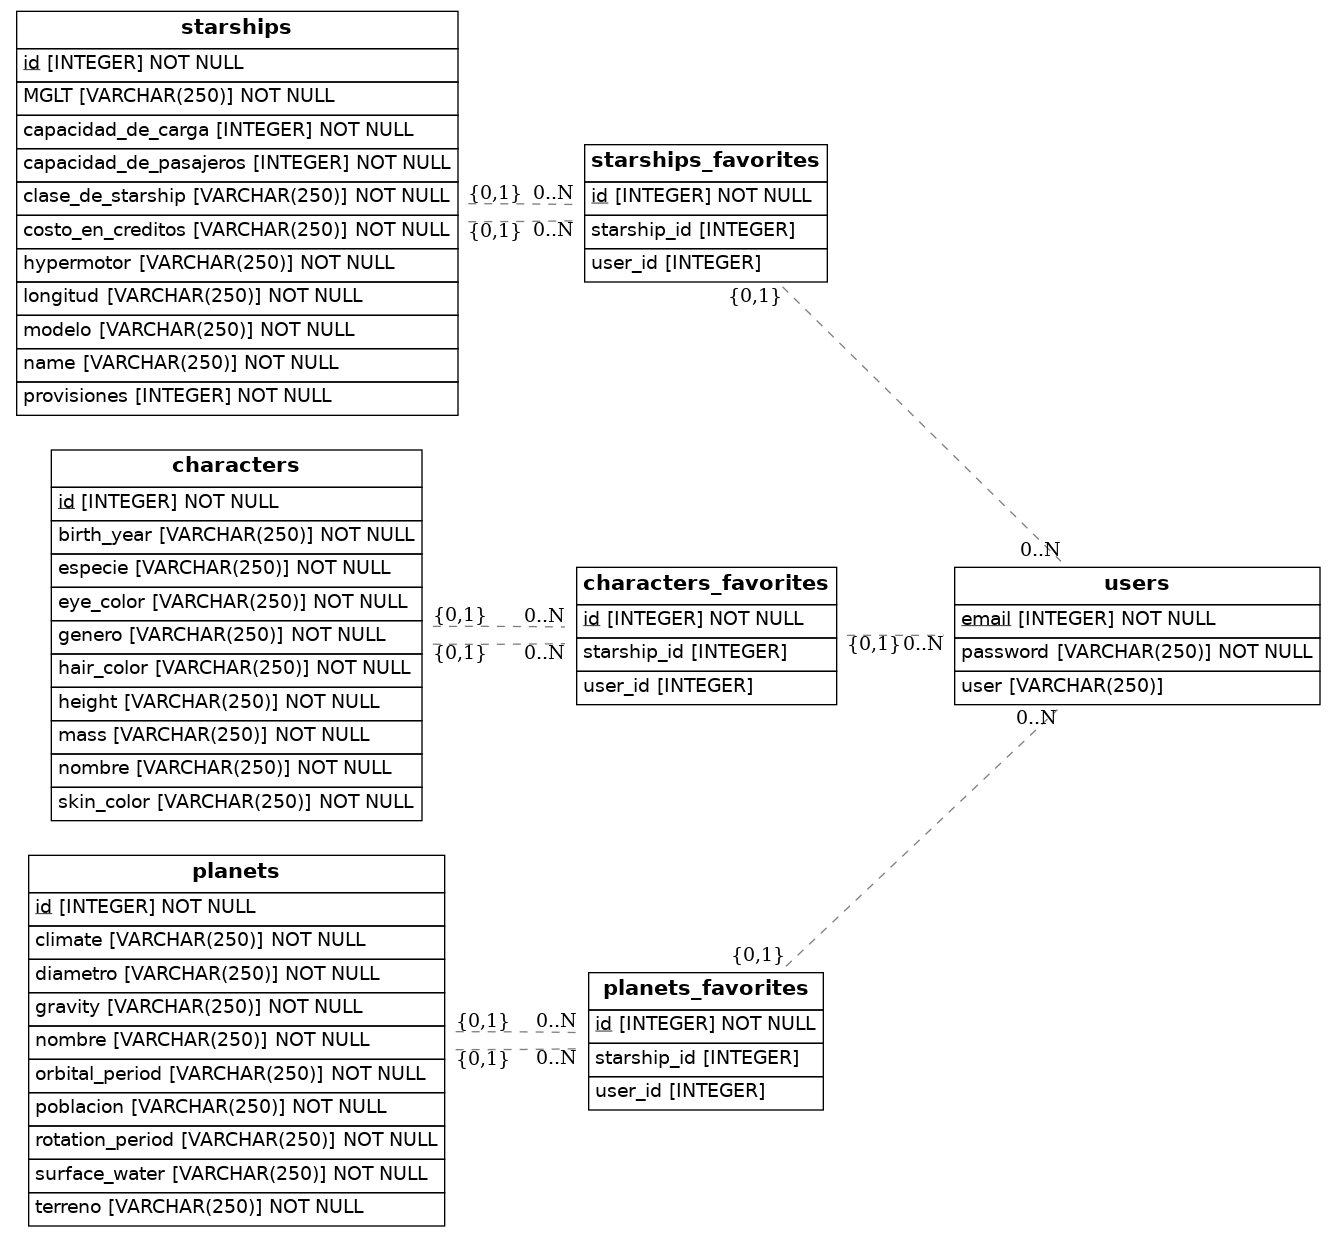 starships
id [INTEGER] NOT NULL
MGLT [VARCHAR(250)] NOT NULL
capacidad_de_carga [INTEGER] NOT NULL
capacidad_de_pasajeros [INTEGER] NOT NULL
clase_de_starship [VARCHAR(250)] NOT NULL
costo_en_creditos [VARCHAR(250)] NOT NULL
hypermotor [VARCHAR(250)] NOT NULL
longitud [VARCHAR(250)] NOT NULL
modelo [VARCHAR(250)] NOT NULL
name [VARCHAR(250)] NOT NULL
provisiones [INTEGER] NOT NULL
{0,1} 0..N
{0,1} 0..N
starships_favorites
id [INTEGER] NOT NULL
starship_id [INTEGER]
user_id [INTEGER]
{0,1}
0..N
characters
id [INTEGER] NOT NULL
birth_year [VARCHAR(250)] NOT NULL
especie [VARCHAR(250)] NOT NULL
eye_color [VARCHAR(250)] NOT NULL
genero [VARCHAR(250)] NOT NULL
hair_color [VARCHAR(250)] NOT NULL
height [VARCHAR(250)] NOT NULL
mass [VARCHAR(250)] NOT NULL
nombre [VARCHAR(250)] NOT NULL
skin_color [VARCHAR(250)] NOT NULL
{0,1} 0..N
{0,1} 0..N
characters_favorites
id [INTEGER] NOT NULL
starship_id [INTEGER]
user_id [INTEGER]
{0,1} 0..N
users
email [INTEGER] NOT NULL
password [VARCHAR(250)] NOT NULL
user [VARCHAR(250)]
0..N
{0,1}
planets
id [INTEGER] NOT NULL
climate [VARCHAR(250)] NOT NULL
diametro [VARCHAR(250)] NOT NULL
gravity [VARCHAR(250)] NOT NULL
nombre [VARCHAR(250)] NOT NULL
orbital_period [VARCHAR(250)] NOT NULL
poblacion [VARCHAR(250)] NOT NULL
rotation_period [VARCHAR(250)] NOT NULL
surface_water [VARCHAR(250)] NOT NULL
terreno [VARCHAR(250)] NOT NULL
{0,1} 0..N
{0,1} 0..N
planets_favorites
id [INTEGER] NOT NULL
starship_id [INTEGER]
user_id [INTEGER]